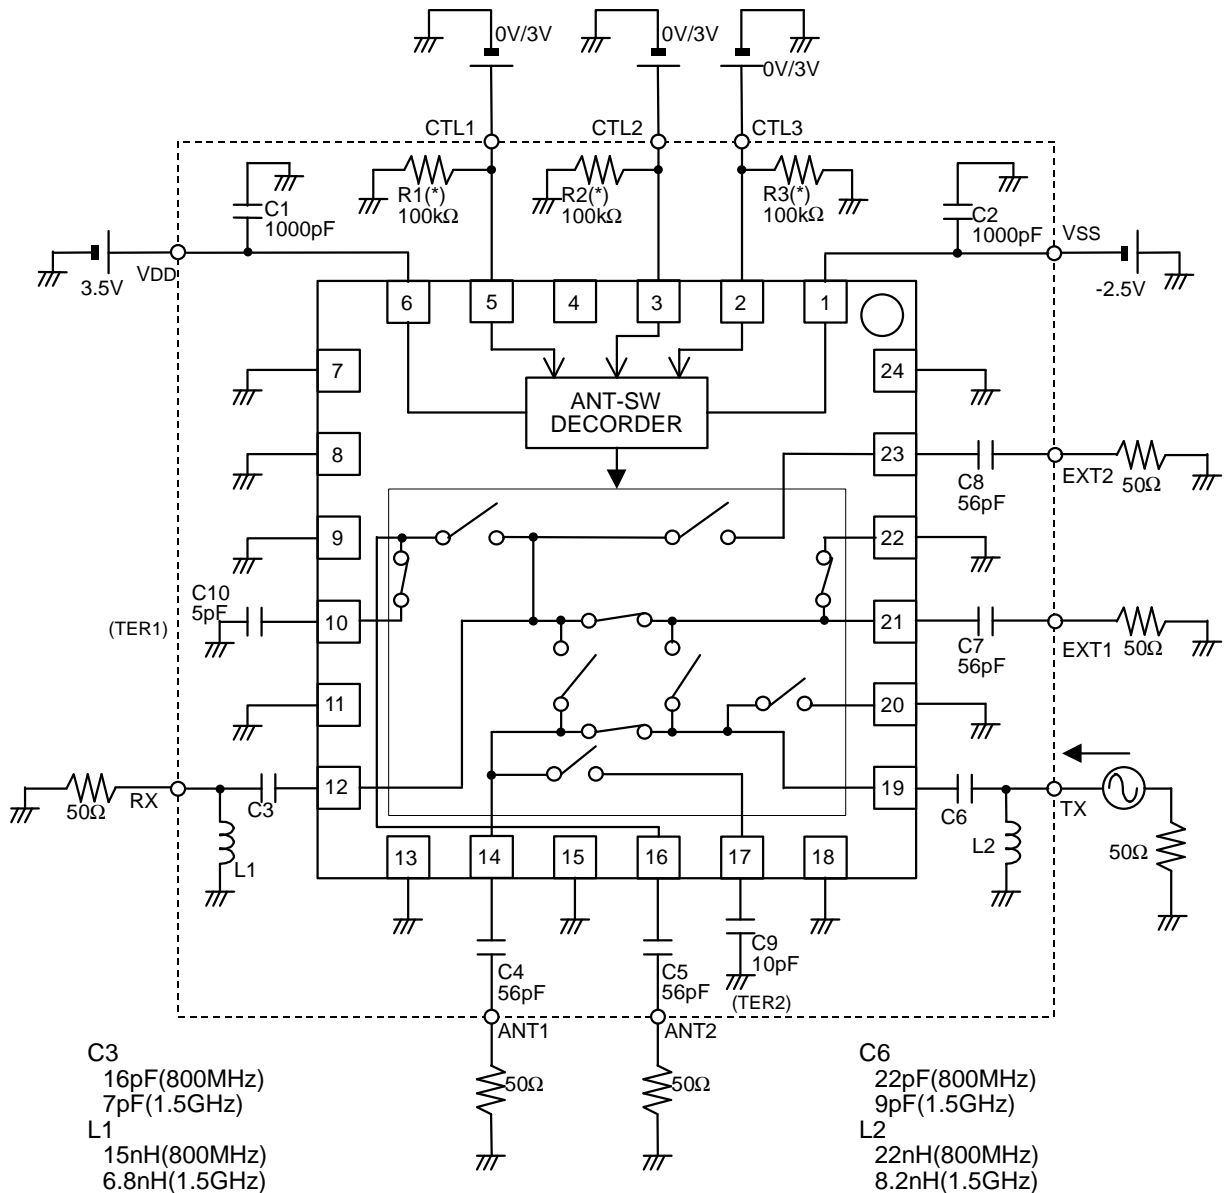 0V/3V
0V/3V
0V/3V
CTL1
CTL2
CTL3
R1(*)
100kΩ
R2(*)
100kΩ
R3(*)
100kΩ
C1
1000pF
C2
1000pF
VDD
3.5V
VSS
-2.5V
6
5
4
3
2
1
7
24
ANT-SW
DECORDER
8
23
C8
56pF
EXT2
50Ω
9
22
C10
5pF
(TER1)
10
21
C7
56pF
EXT1
50Ω
11
20
12
19
RX
50Ω
C3
L1
C6
L2
TX
50Ω
13
14
15
16
17
18
C4
56pF
C5
56pF
C9
10pF
(TER2)
ANT1
ANT2
50Ω
50Ω
C3
16pF(800MHz)
7pF(1.5GHz)
L1
15nH(800MHz)
6.8nH(1.5GHz)
C6
22pF(800MHz)
9pF(1.5GHz)
L2
22nH(800MHz)
8.2nH(1.5GHz)